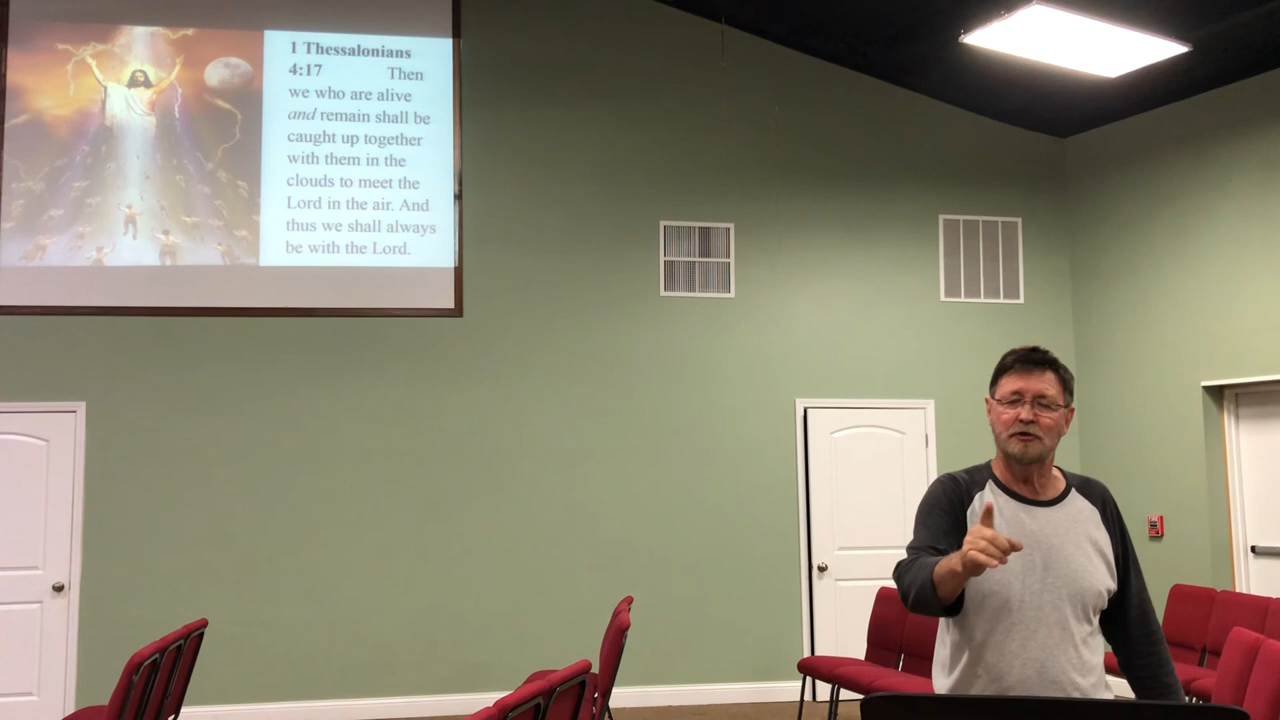 1 Thessalonians
4:17 Then
we who are alive
and remain shall be
caught up together
with them in the
clouds to meet the
Lord in the air. And
thus we shall always
be with the Lord.